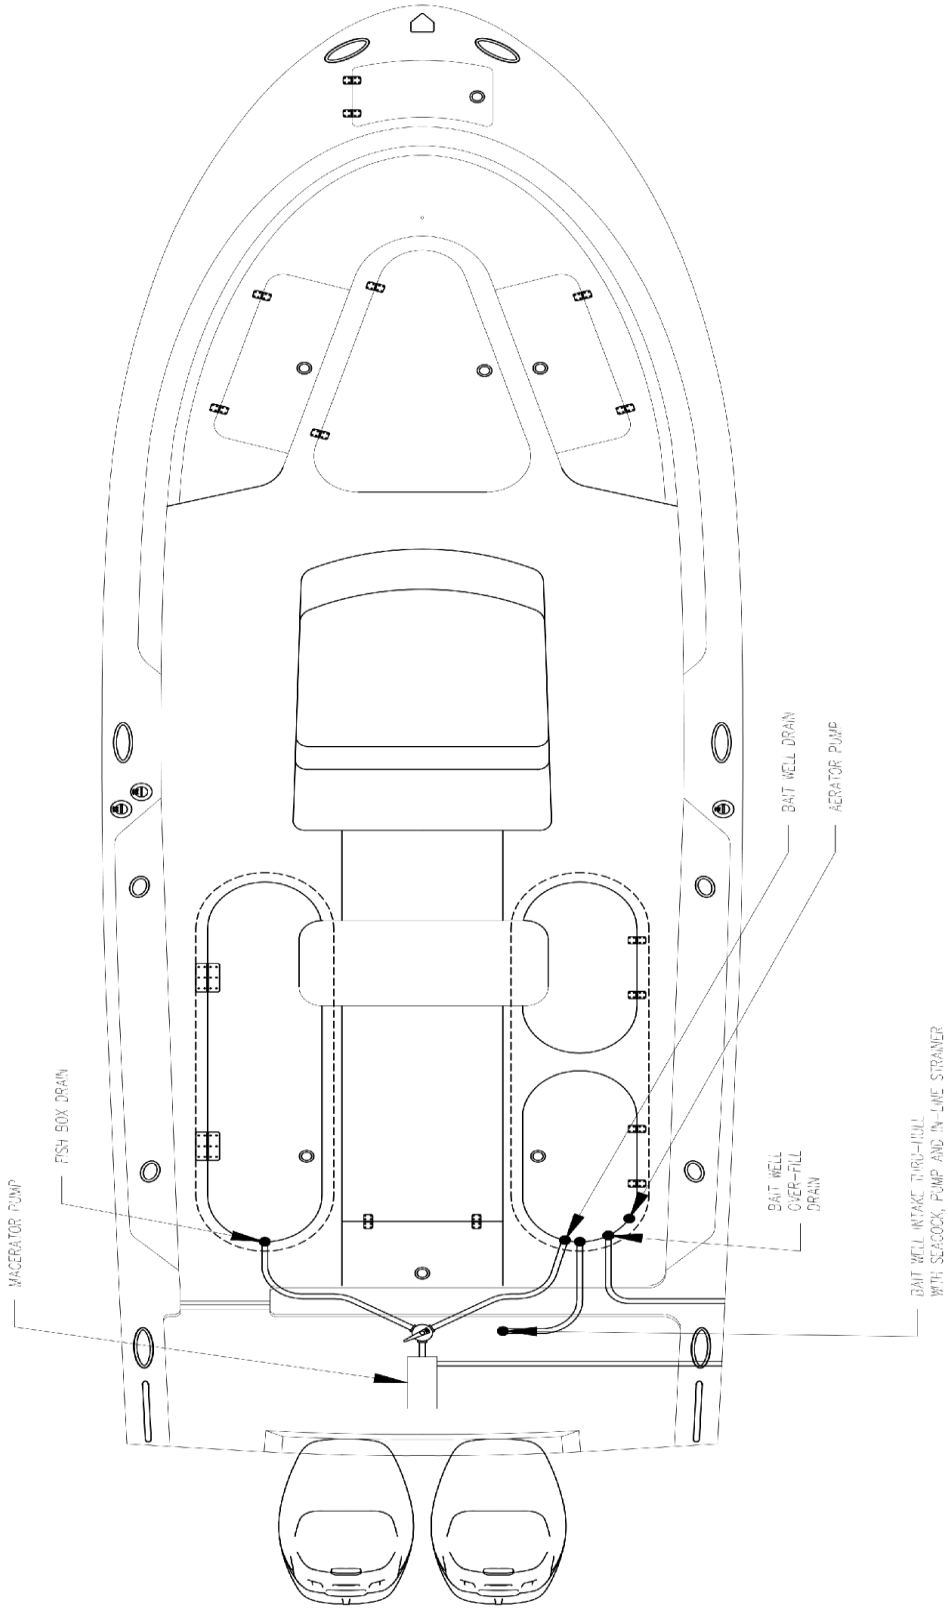 MACERATOR PUMP
FISH BOX DRAIN
BAIT WELL DRAIN
AERATOR PUMP
BAIT WELL
OVER-FILL
DRAIN
BAIT WELL INTAKE THRU-HULL
WITH SEACOCK, PUMP AND IN-LINE STRAINER